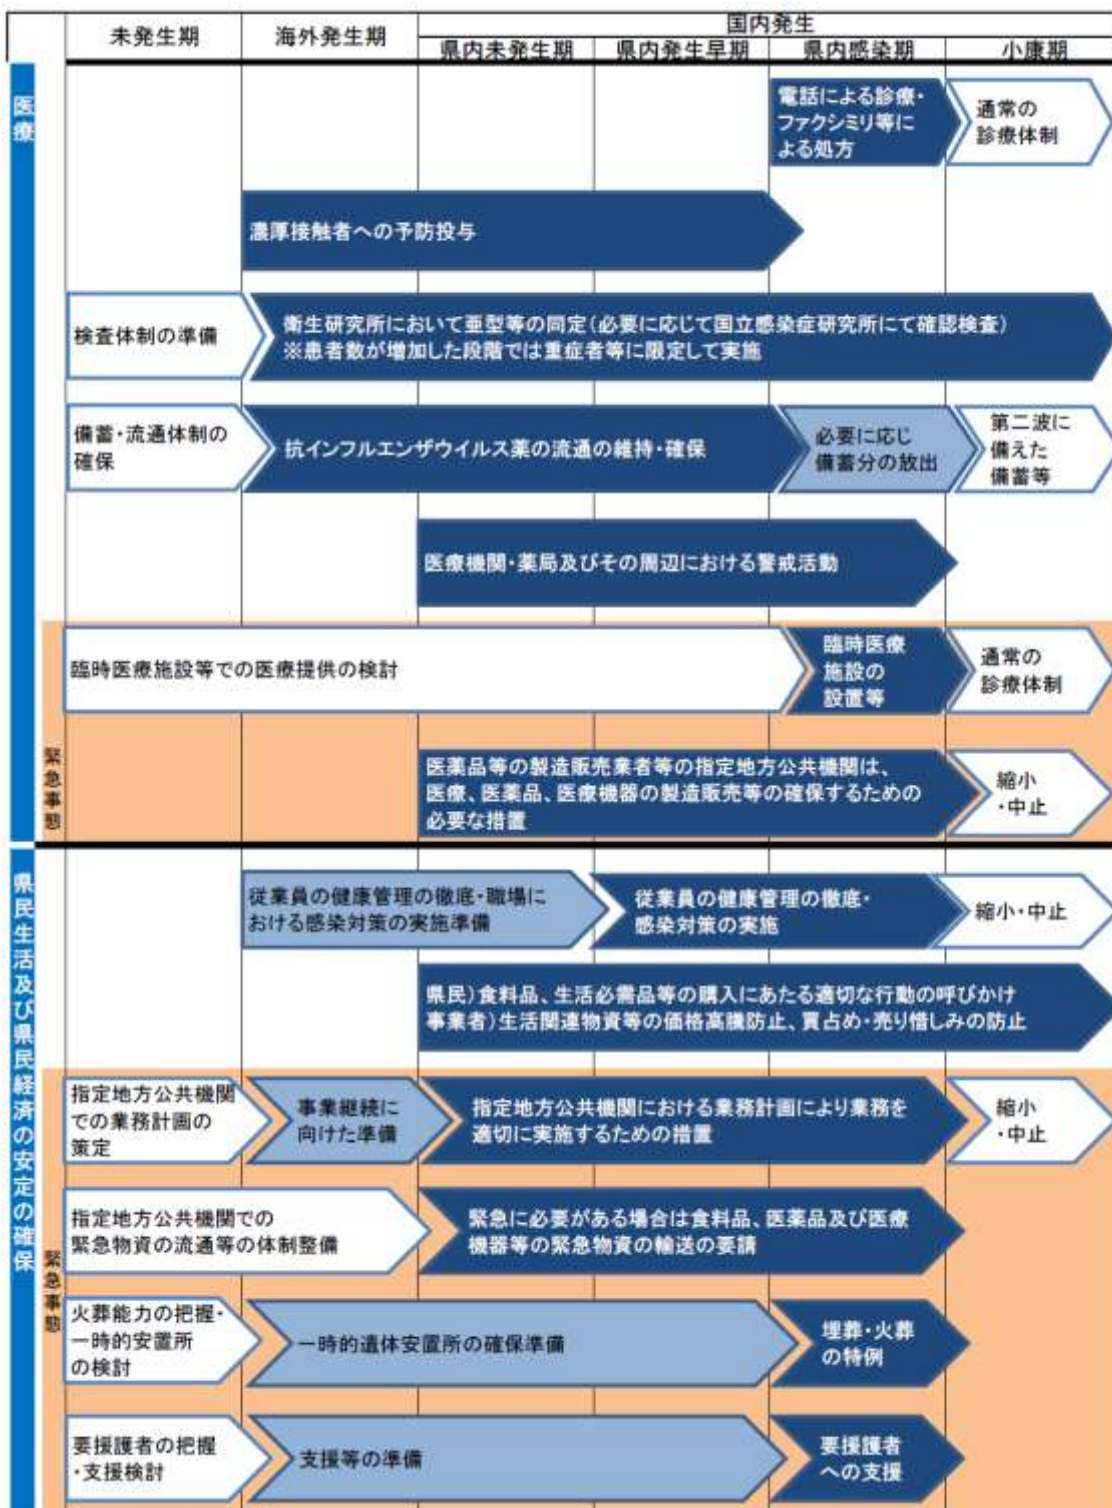 未発生期
海外発生期
国内発生
県内未発生期
県内発生早期
県内感染期
小康期
医療
電話による診療・
ファクシミリ等に
よる処方
通常の
診療体制
濃厚接触者への予防投与
検査体制の準備
衛生研究所において亜型等の同定(必要に応じて国立感染症研究所にて確認検査)
※患者数が増加した段階では重症者等に限定して実施
備蓄・流通体制の
確保
抗インフルエンザウイルス薬の流通の維持・確保
必要に応じ
備蓄分の放出
第二波に
備えた
備蓄等
医療機関・薬局及びその周辺における警戒活動
緊急事態
臨時医療施設等での医療提供の検討
臨時医療
施設の
設置等
通常の
診療体制
医薬品等の製造販売業者等の指定地方公共機関は、
医療、医薬品、医療機器の製造販売等の確保するための
必要な措置
縮小
・中止
県民生活及び県民経済の安定の確保
従業員の健康管理の徹底・職場に
おける感染対策の実施準備
従業員の健康管理の徹底・
感染対策の実施
縮小・中止
県民)食料品、生活必需品等の購入にあたる適切な行動の呼びかけ
事業者)生活関連物資等の価格高騰防止、買占め・売り惜しみの防止
緊急事態
指定地方公共機関
での業務計画の
策定
事業継続に
向けた準備
指定地方公共機関における業務計画により業務を
適切に実施するための措置
縮小
・中止
指定地方公共機関での
緊急物資の流通等の体制整備
緊急に必要がある場合は食料品、医薬品及び医療
機器等の緊急物資の輸送の要請
火葬能力の把握・
一時的安置所
の検討
一時的遺体安置所の確保準備
埋葬・火葬
の特例
要援護者の把握
・支援検討
支援等の準備
要援護者
への支援